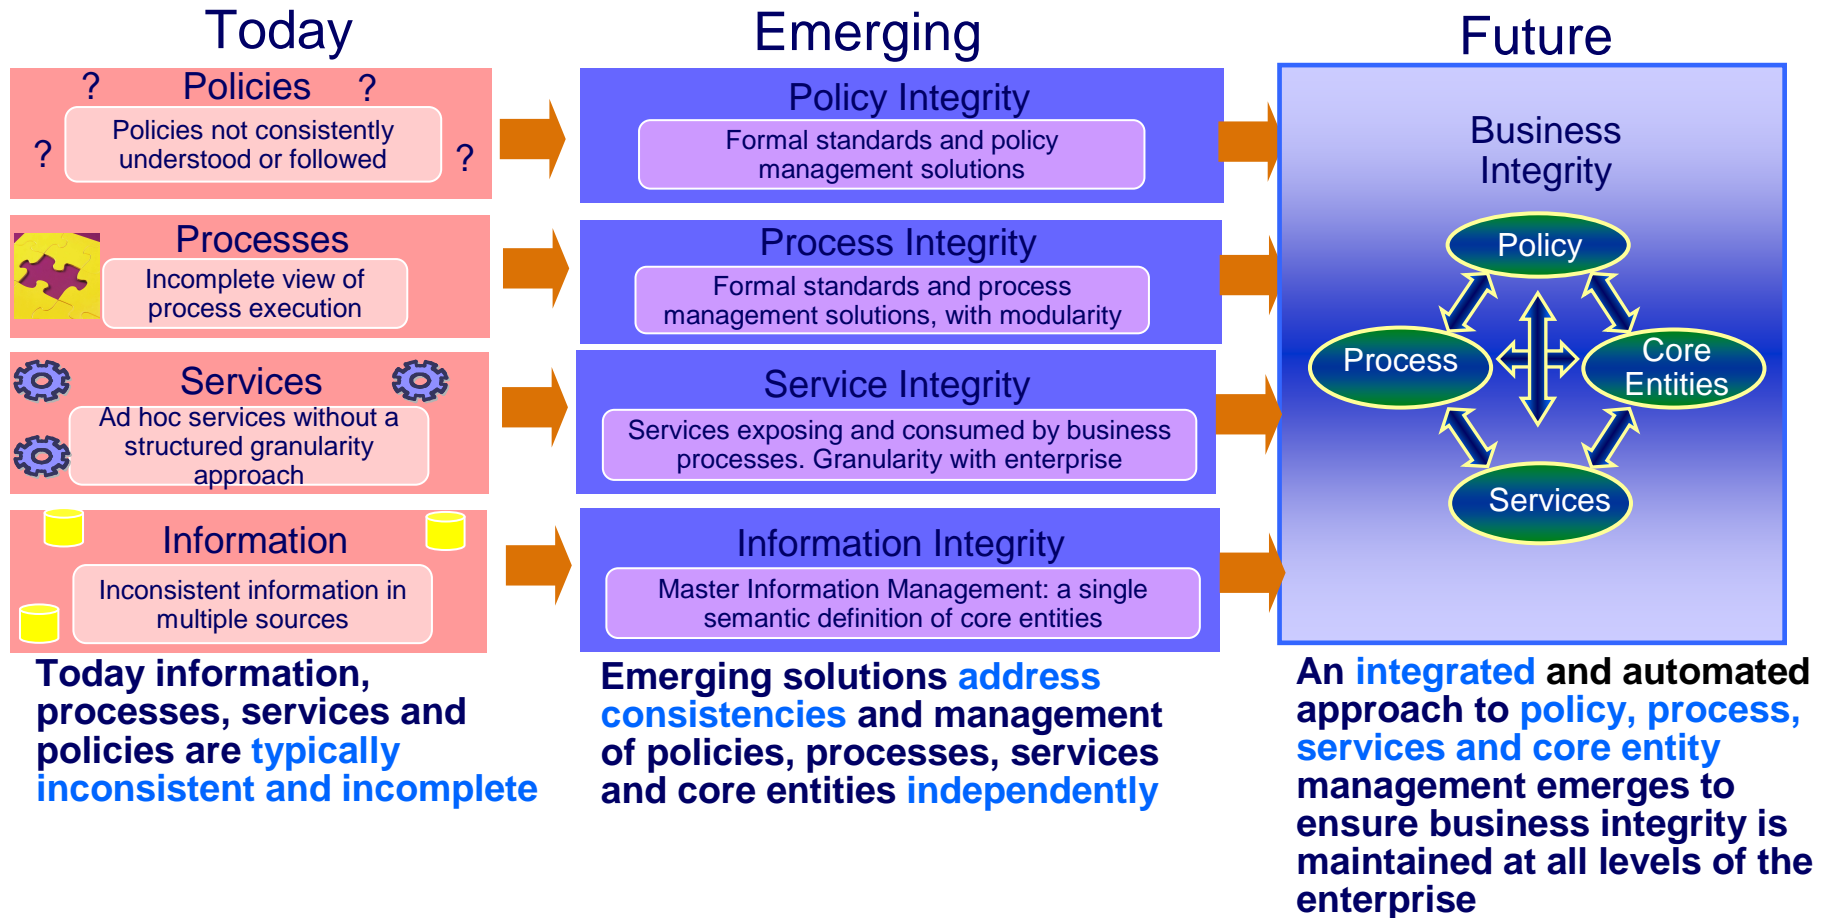 Today
Emerging
Future
? Policies ?
? ?
Policies not consistently
understood or followed
Policy Integrity
Formal standards and policy
management solutions
Processes
Incomplete view of
process execution
Process Integrity
Formal standards and process
management solutions, with modularity
Services
Ad hoc services without a
structured granularity
approach
Service Integrity
Services exposing and consumed by business
processes. Granularity with enterprise
Information
Inconsistent information in
multiple sources
Information Integrity
Master Information Management: a single
semantic definition of core entities
Business
Integrity
Policy
Process
Core
Entities
Services
Today information,
processes, services and
policies are typically
inconsistent and incomplete
Emerging solutions address
consistencies and management
of policies, processes, services
and core entities independently
An integrated and automated
approach to policy, process,
services and core entity
management emerges to
ensure business integrity is
maintained at all levels of the
enterprise